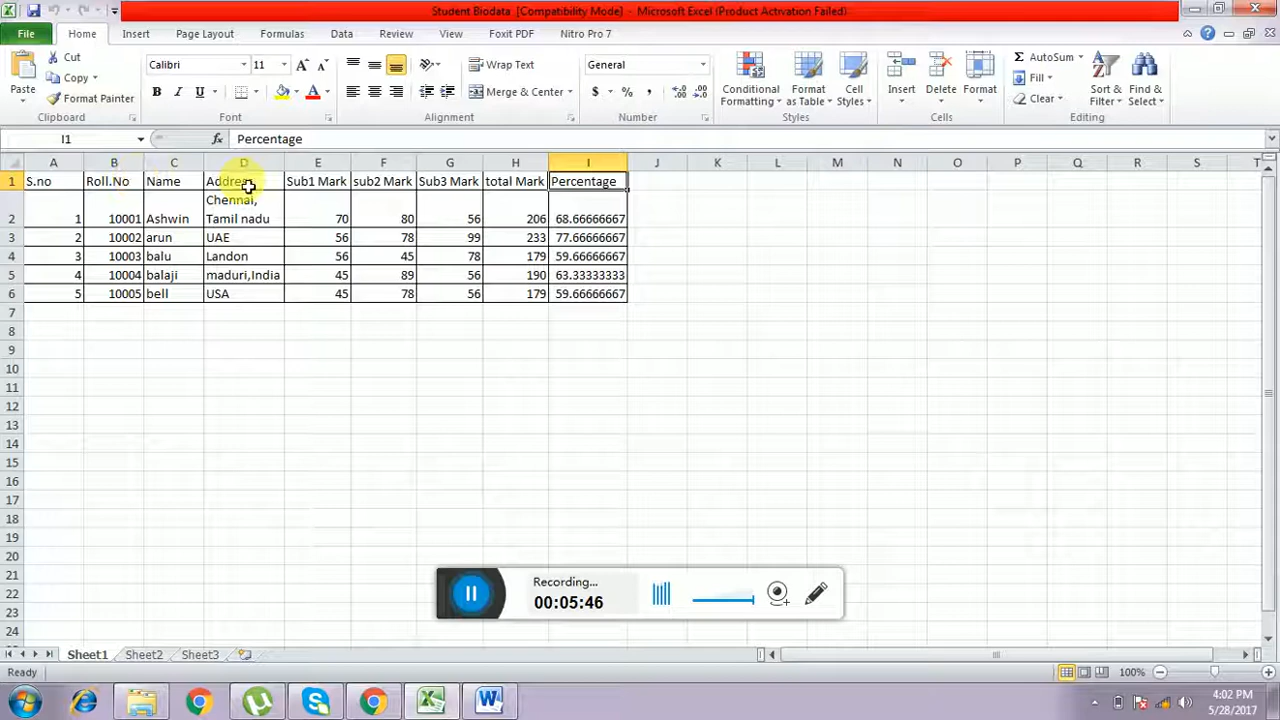 Student Biodata  [Compatibility Mode]  -  Microsoft Excel (Product Activation Failed)
File Home Insert Page Layout Formulas Data Review View Foxit PDF Nitro Pro 7
Paste Cut Copy Format Painter Clipboard
Calibri 11 B I U A A A Font
Wrap Text Merge & Center Alignment
General $ % , Number
Conditional Formatting Format as Table Cell Styles Styles
Insert Delete Format Cells
Σ AutoSum Fill Clear Sort & Filter Find & Select Editing
I1 fx Percentage
A B C D E F G H I J K L M N O P Q R S T
1 S.no Roll.No Name Address Sub1 Mark sub2 Mark Sub3 Mark total Mark Percentage
2 1 10001 Ashwin Chennai, Tamil nadu 70 80 56 206 68.66666667
3 2 10002 arun UAE 56 78 99 233 77.66666667
4 3 10003 balu Landon 56 45 78 179 59.66666667
5 4 10004 balaji maduri,India 45 89 56 190 63.33333333
6 5 10005 bell USA 45 78 56 179 59.66666667
7
8
9
10
11
12
13
14
15
16
17
18
19
20
21
22
23
24
Recording...
00:05:46
Sheet1 Sheet2 Sheet3
Ready 100%
4:02 PM
5/28/2017